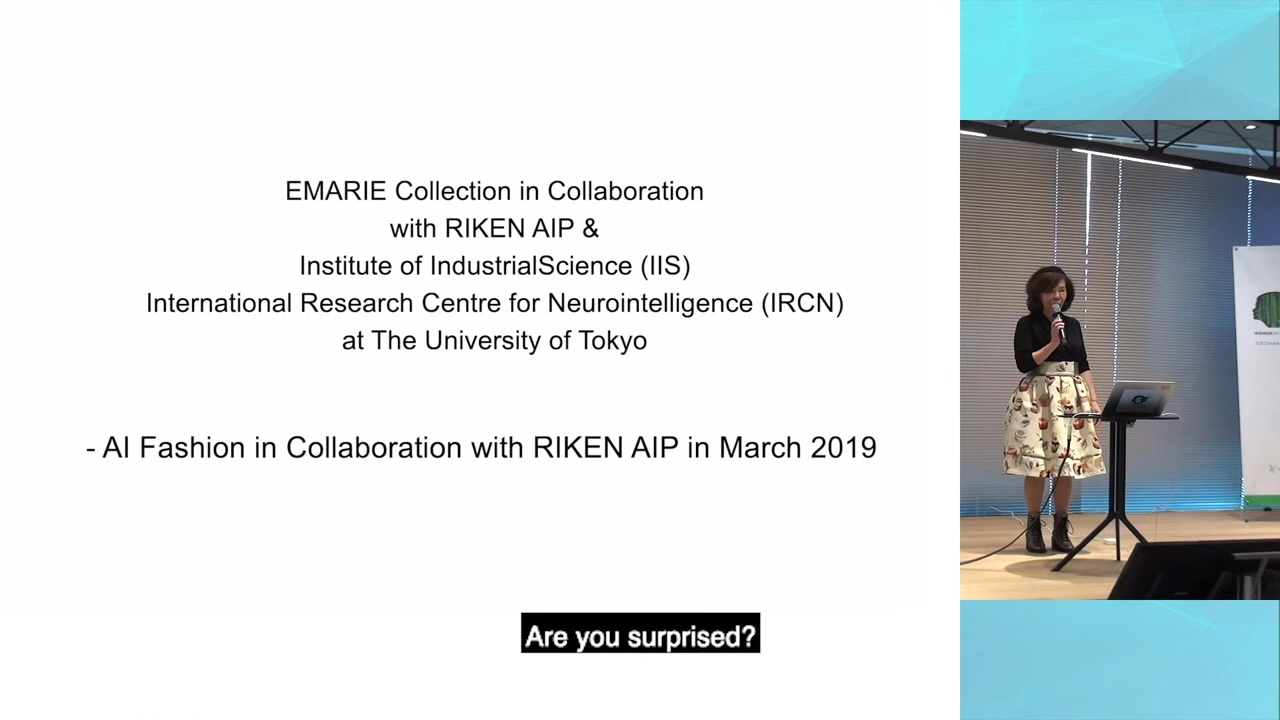 EMARIE Collection in Collaboration
with RIKEN AIP &
Institute of IndustrialScience (IIS)
International Research Centre for Neurointelligence (IRCN)
at The University of Tokyo
- AI Fashion in Collaboration with RIKEN AIP in March 2019
Are you surprised?